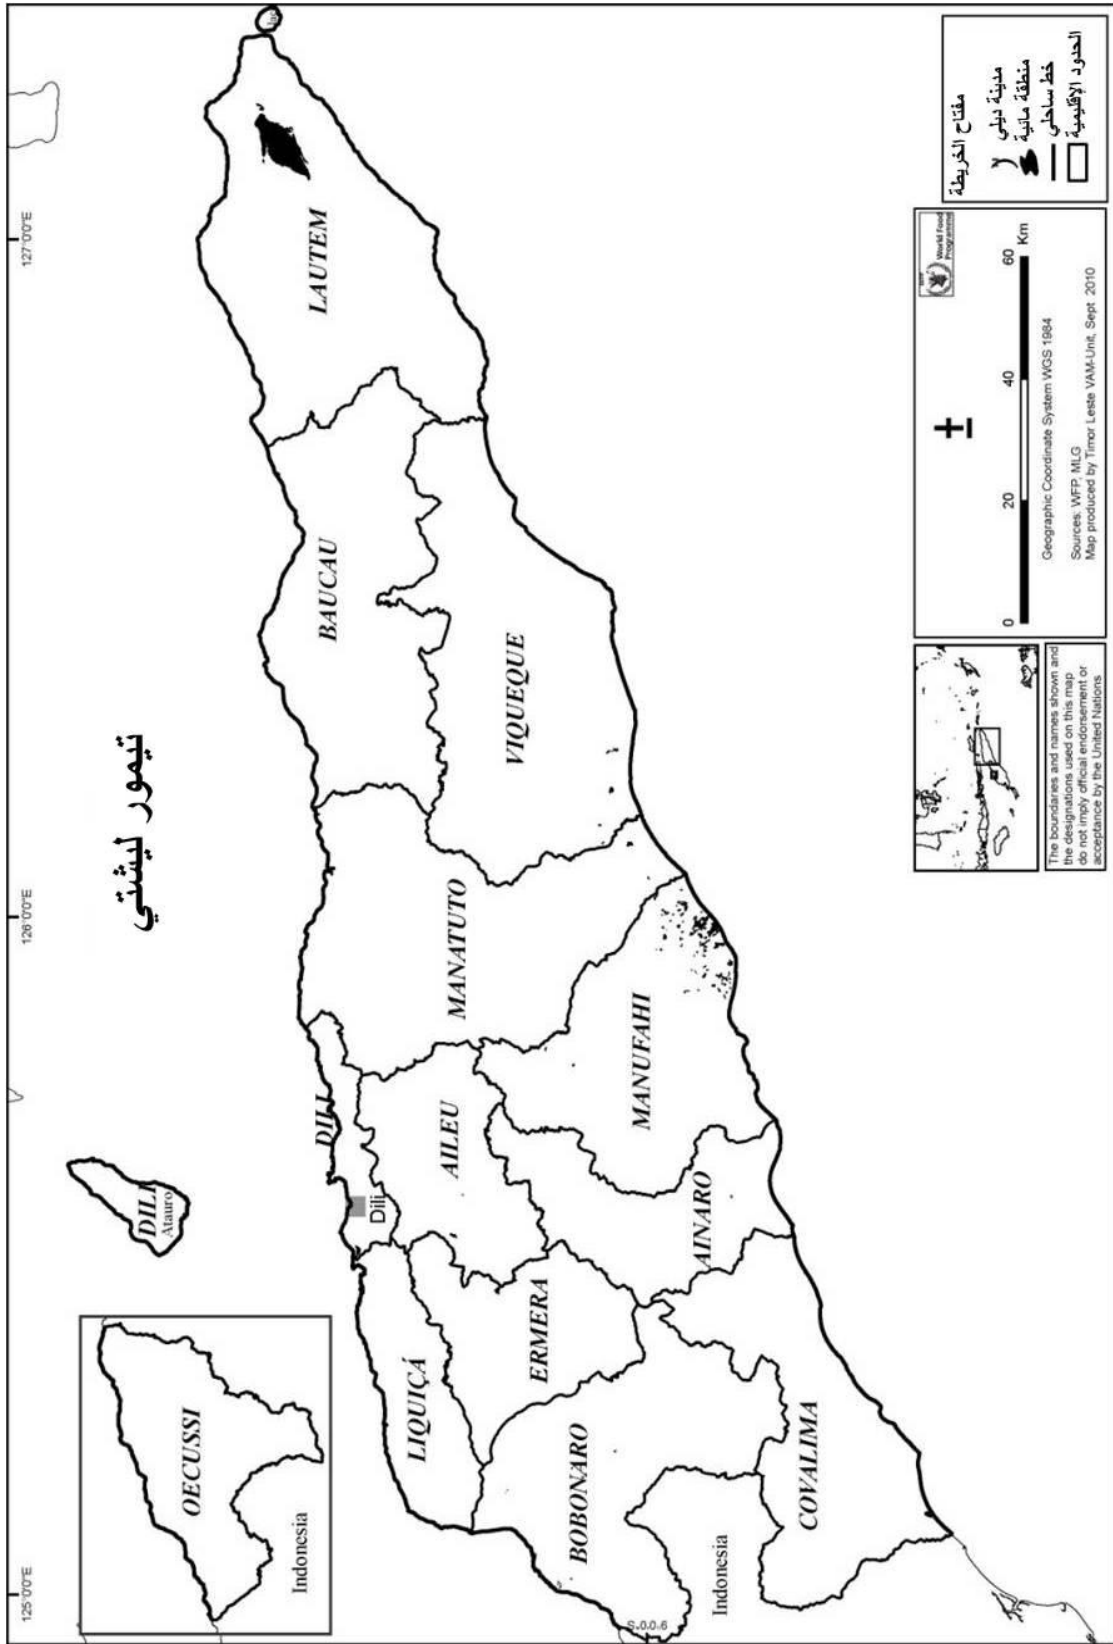 تيمور ليشتي
125°0'0"E
126°0'0"E
127°0'0"E
OECUSSI
Indonesia
DILI
Atauro
DILI
Dili
LIQUIÇÁ
ERMERA
AILEU
BOBONARO
Indonesia
COVALIMA
AINARO
MANUFAHI
MANATUTO
VIQUEQUE
BAUCAU
LAUTEM
The boundaries and names shown and
the designations used on this map
do not imply official endorsement or
acceptance by the United Nations
0 20 40 60
Km
Geographic Coordinate System WGS 1984
Sources: WFP, MLG
Map produced by Timor Leste VAM-Unit, Sept 2010
World Food
Programme
مفتاح الخريطة
مدينة ديلي
منطقة مائية
خط ساحلي
الحدود الإقليمية